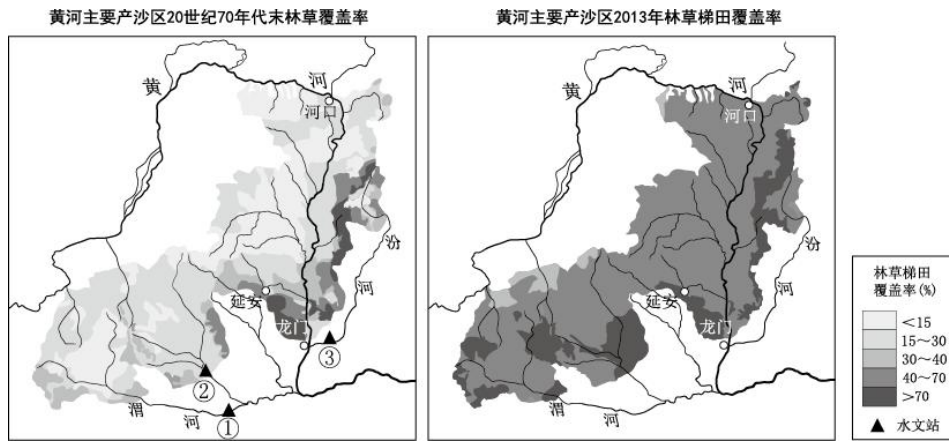 黄河主要产沙区20世纪70年代末林草覆盖率
黄河主要产沙区2013年林草梯田覆盖率
黄
河
河口
延安
龙门
汾
河
渭
河
①
②
③
黄
河
河口
延安
龙门
汾
河
渭
河
林草梯田
覆盖率(%)
<15
15～30
30～40
40～70
>70
水文站